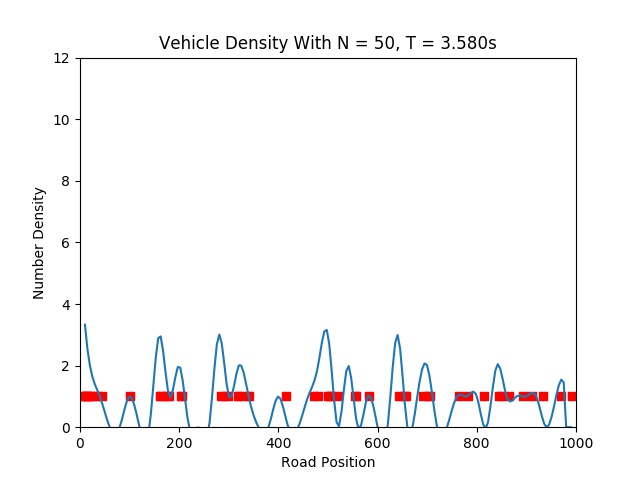 Vehicle Density With N = 50, T = 3.580s
12
10
8
6
4
2
0
Number Density
0 200 400 600 800 1000
Road Position